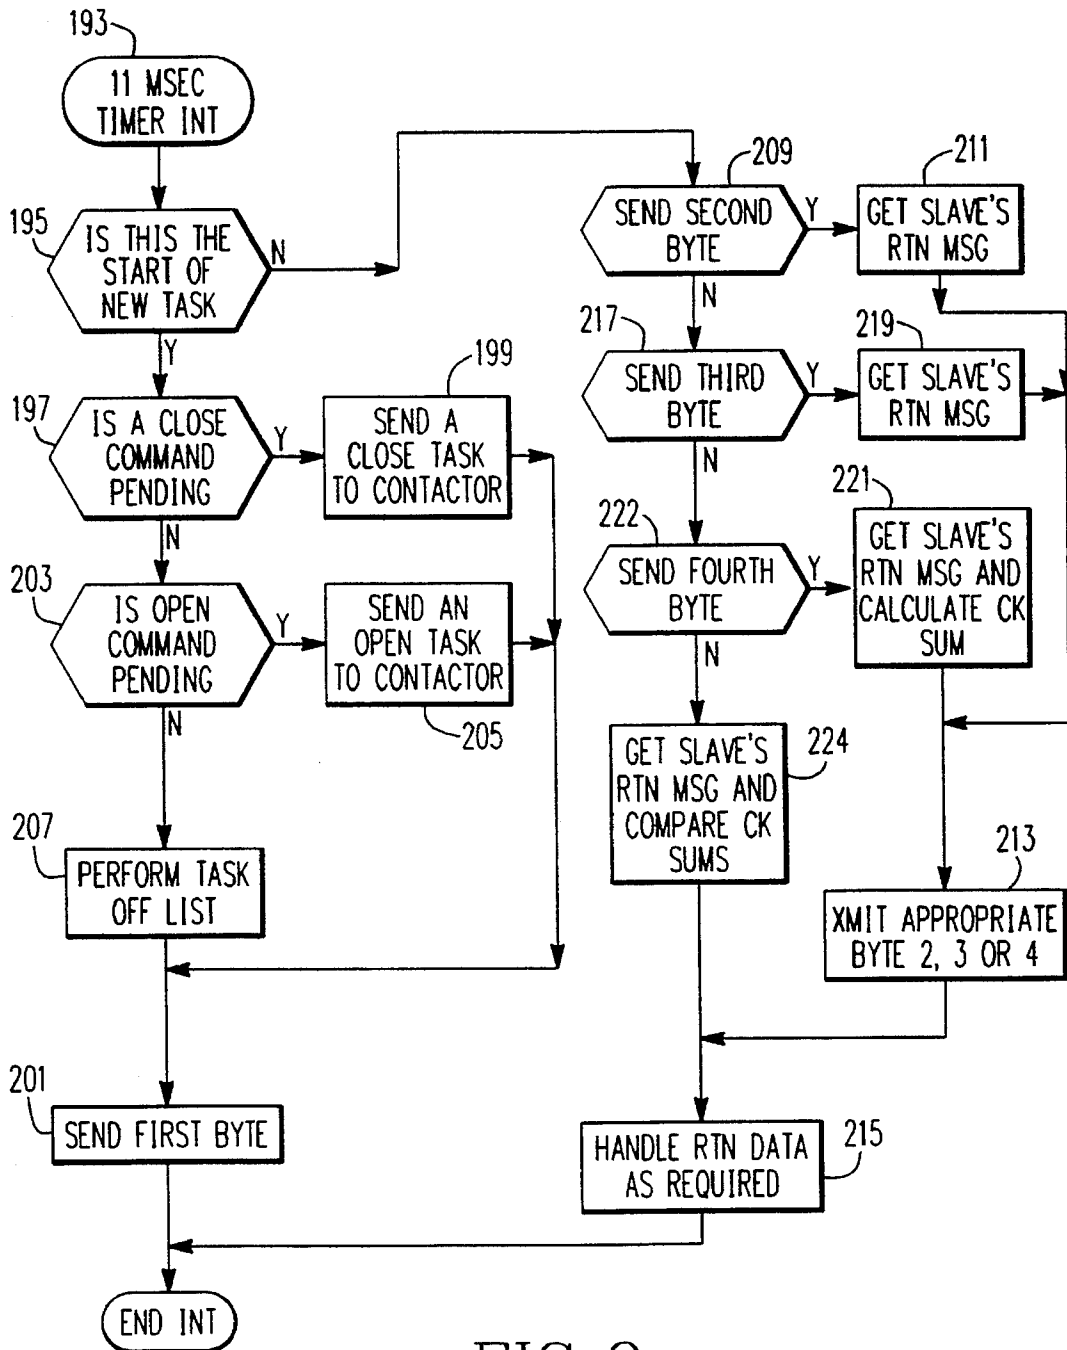 193
11 MSEC
TIMER INT
195
IS THIS THE
START OF
NEW TASK
N
Y
197
IS A CLOSE
COMMAND
PENDING
Y
N
199
SEND A
CLOSE TASK
TO CONTACTOR
203
IS OPEN
COMMAND
PENDING
Y
N
SEND AN
OPEN TASK
TO CONTACTOR
205
207
PERFORM TASK
OFF LIST
201
SEND FIRST BYTE
END INT
209
SEND SECOND
BYTE
Y
N
211
GET SLAVE'S
RTN MSG
217
SEND THIRD
BYTE
Y
N
219
GET SLAVE'S
RTN MSG
222
SEND FOURTH
BYTE
Y
N
221
GET SLAVE'S
RTN MSG AND
CALCULATE CK
SUM
GET SLAVE'S
RTN MSG AND
COMPARE CK
SUMS
224
213
XMIT APPROPRIATE
BYTE 2, 3 OR 4
HANDLE RTN DATA
AS REQUIRED
215